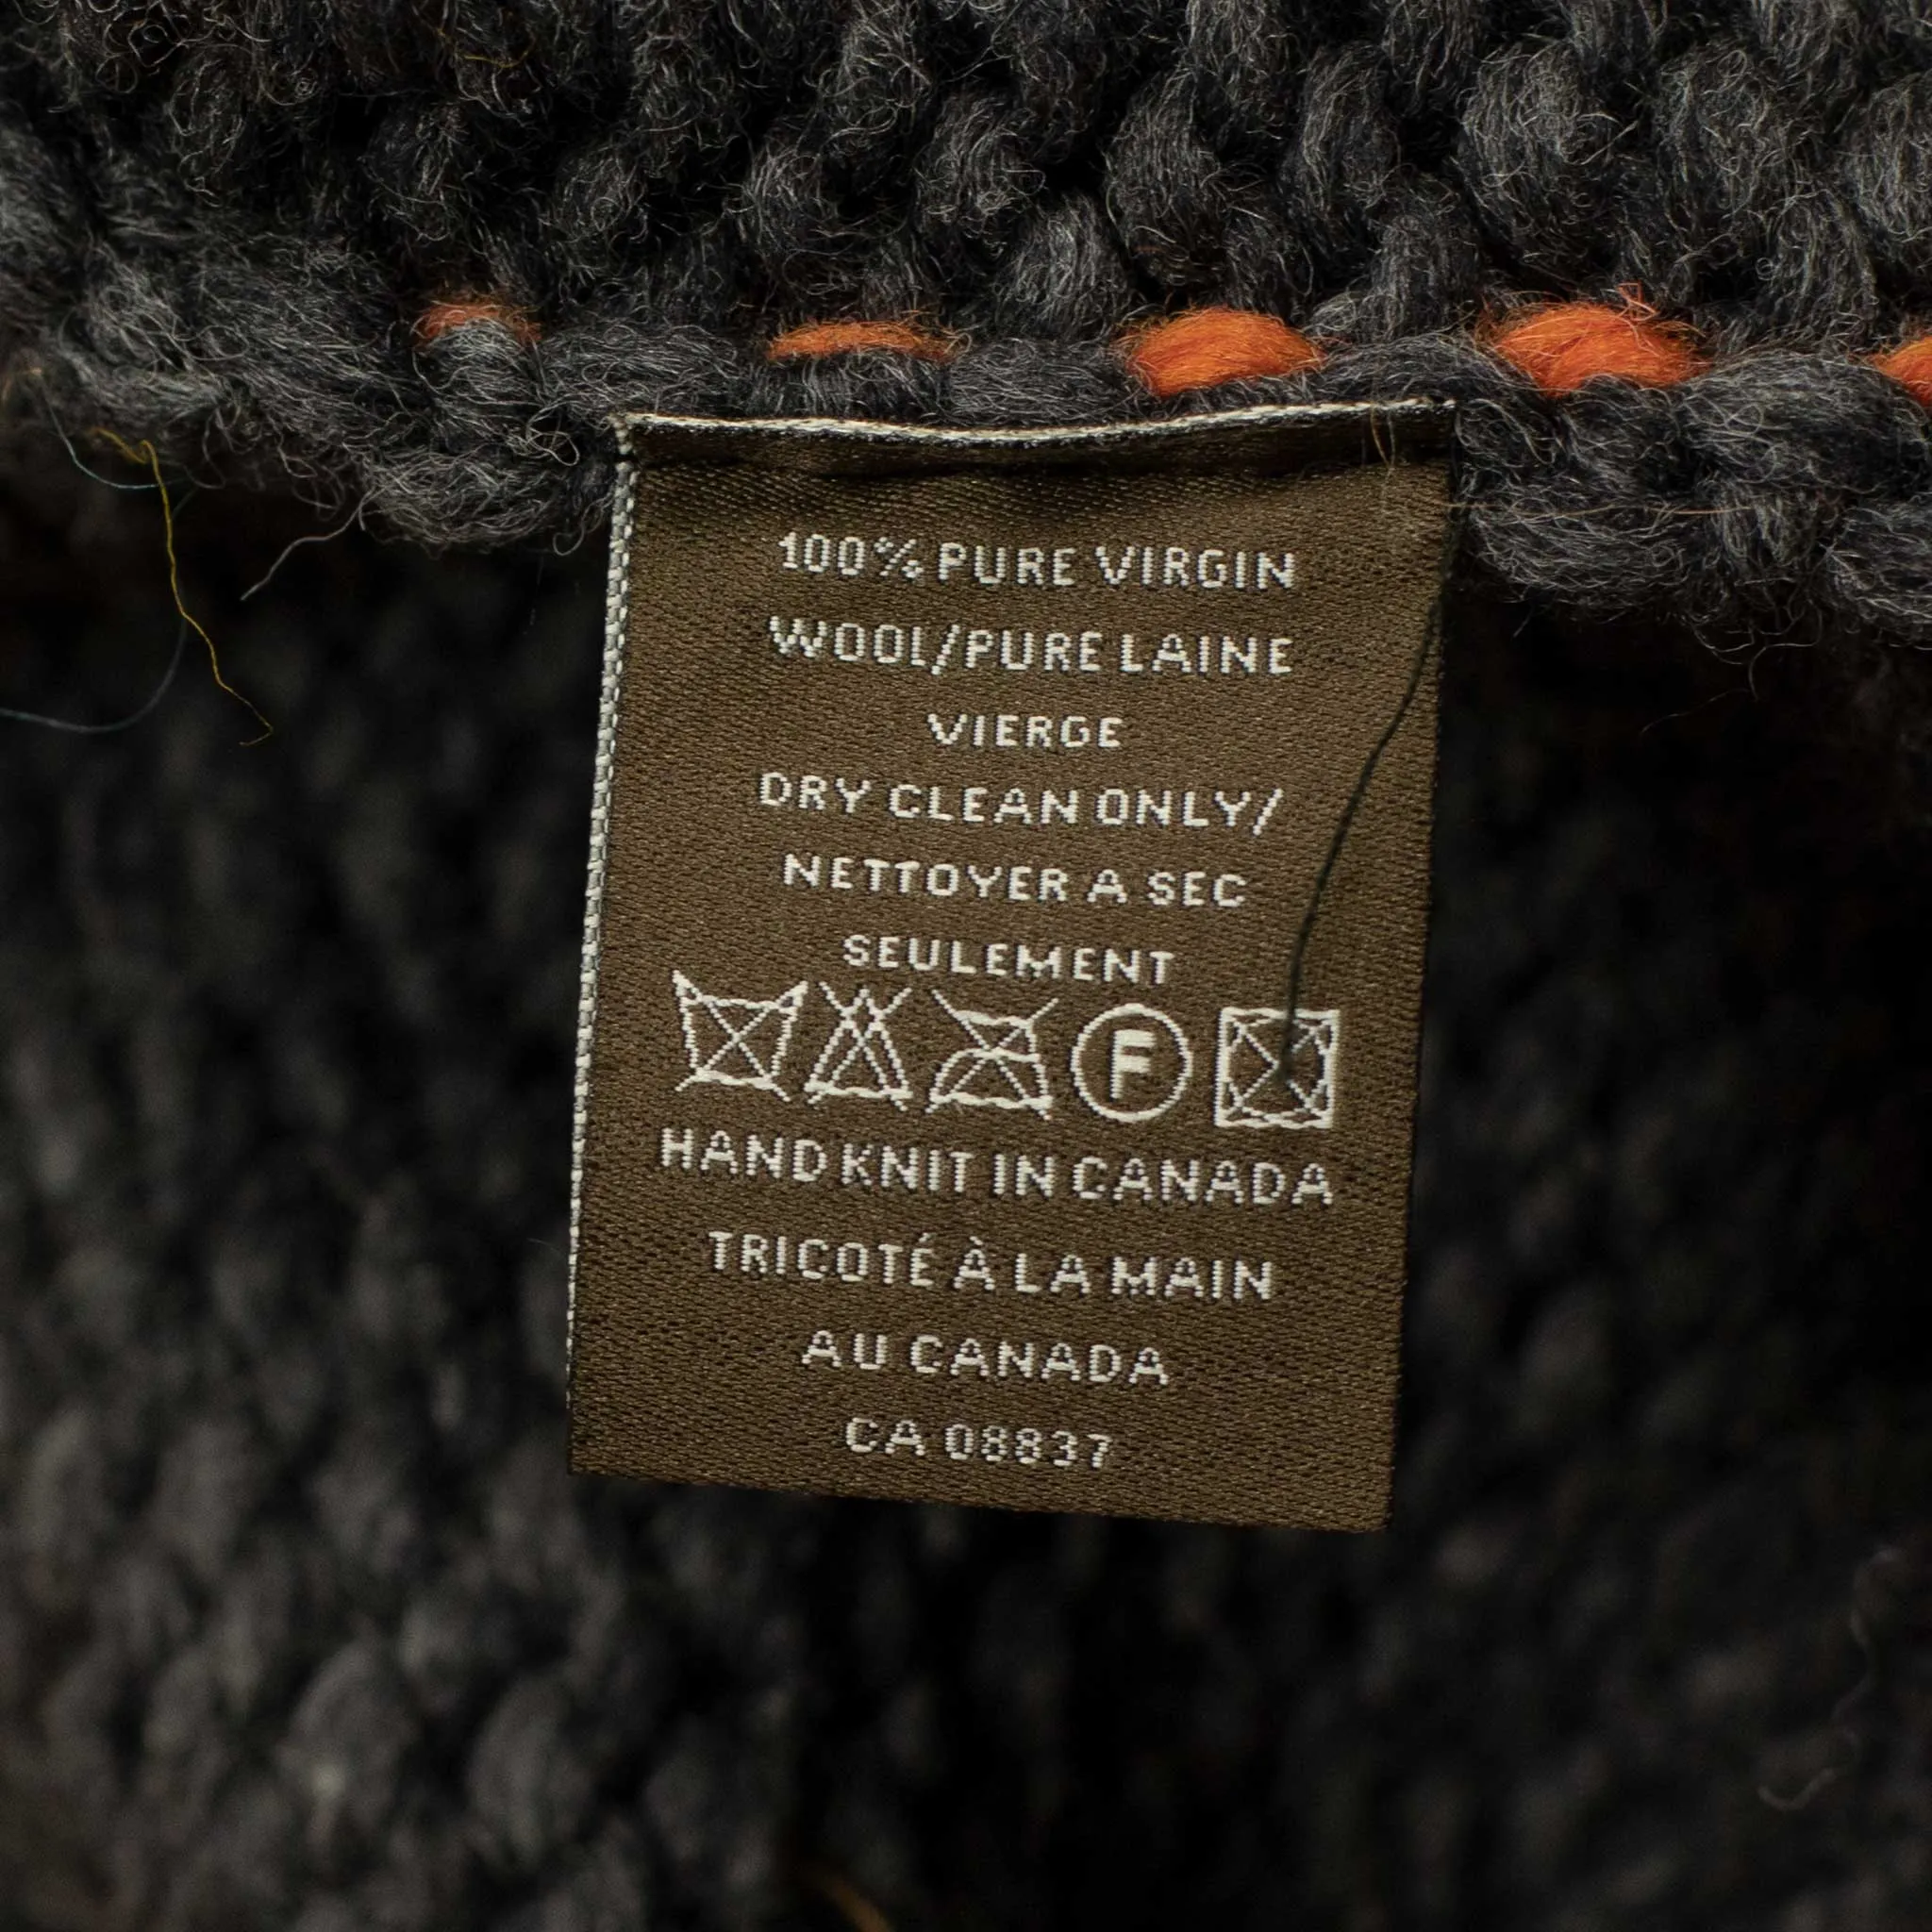 100% PURE VIRGIN
WOOL/PURE LAINE
VIERGE
DRY CLEAN ONLY/
NETTOYER A SEC
SEULEMENT
F
HAND KNIT IN CANADA
TRICOTÉ À LA MAIN
AU CANADA
CA 08837